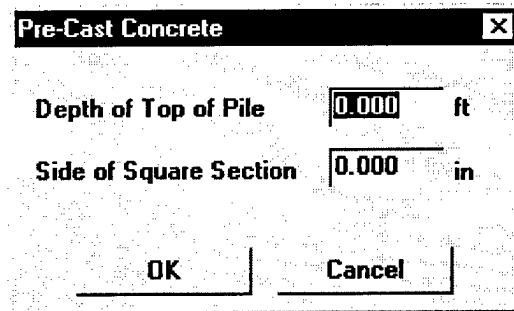 Pre-Cast Concrete
Depth of Top of Pile 0.000 ft
Side of Square Section 0.000 in
OK Cancel